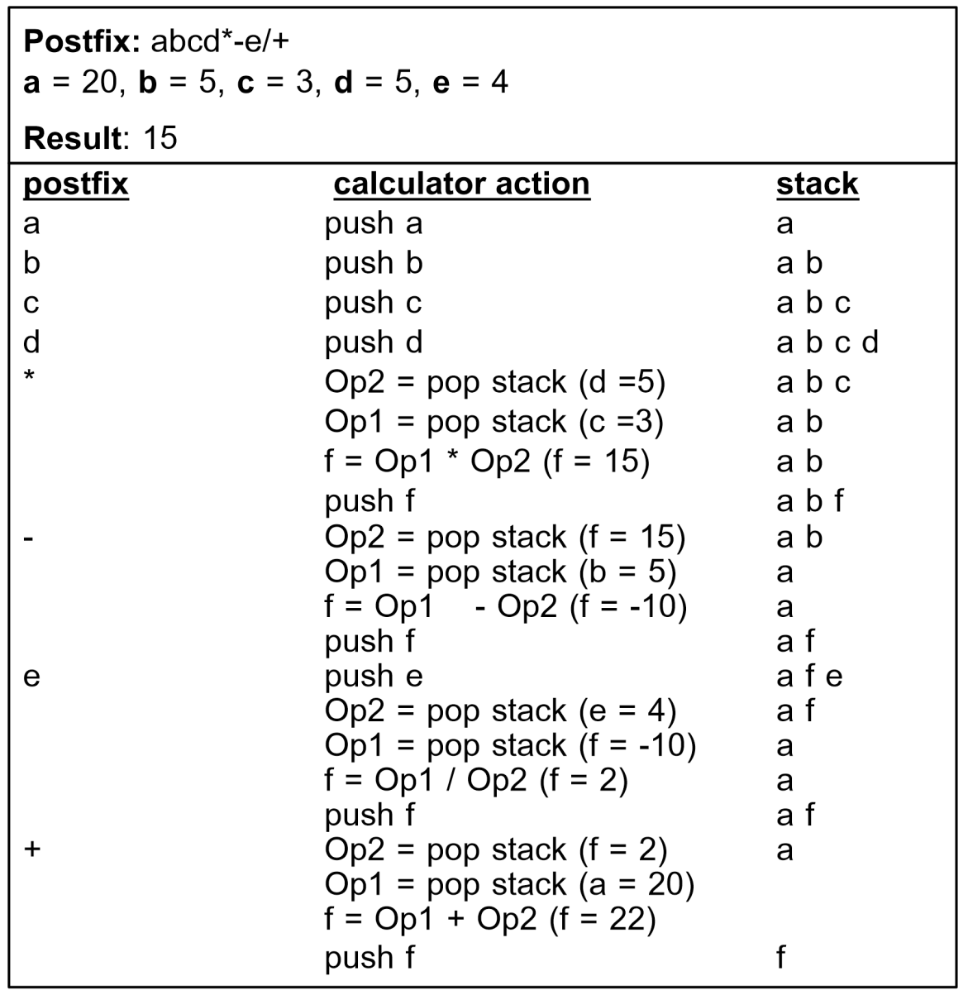 Postfix: abcd*-e/+
a = 20, b = 5, c = 3, d = 5, e = 4
Result: 15
postfix calculator action stack
a push a a
b push b a b
c push c a b c
d push d a b c d
* Op2 = pop stack (d =5) a b c
Op1 = pop stack (c =3) a b
f = Op1 * Op2 (f = 15) a b
push f a b f
- Op2 = pop stack (f = 15) a b
Op1 = pop stack (b = 5) a
f = Op1 - Op2 (f = -10) a
push f a f
e push e a f e
Op2 = pop stack (e = 4) a f
Op1 = pop stack (f = -10) a
f = Op1 / Op2 (f = 2) a
push f a f
+ Op2 = pop stack (f = 2) a
Op1 = pop stack (a = 20)
f = Op1 + Op2 (f = 22)
push f f